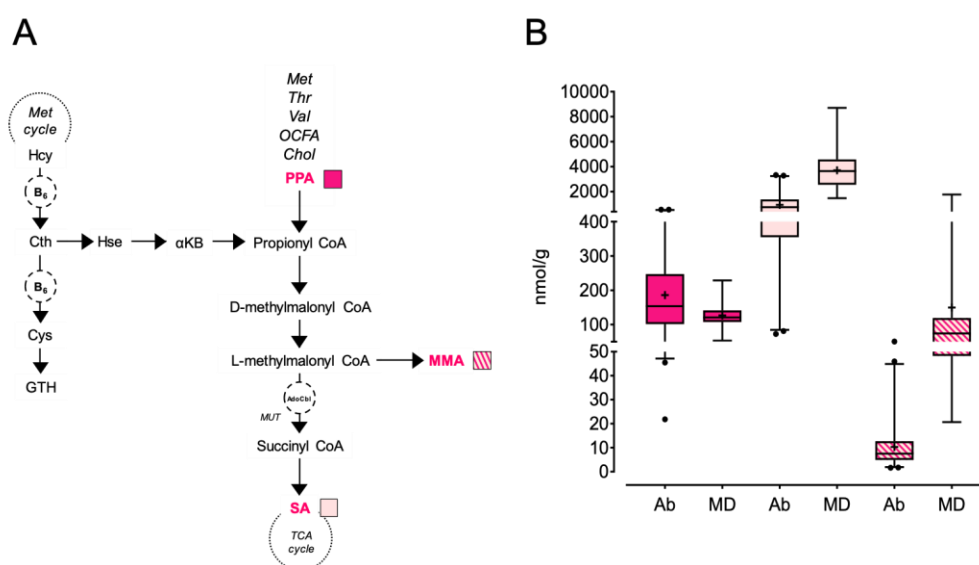 A
Met
cycle
Hcy
B6
Cth
Hse
αKB
B6
Cys
GTH
Met
Thr
Val
OCFA
Chol
PPA
Propionyl CoA
D-methylmalonyl CoA
L-methylmalonyl CoA
MMA
AdoCbl
MUT
Succinyl CoA
SA
TCA
cycle
B
nmol/g
10000
8000
6000
4000
2000
400
300
200
100
50
40
30
20
10
0
Ab MD Ab MD Ab MD